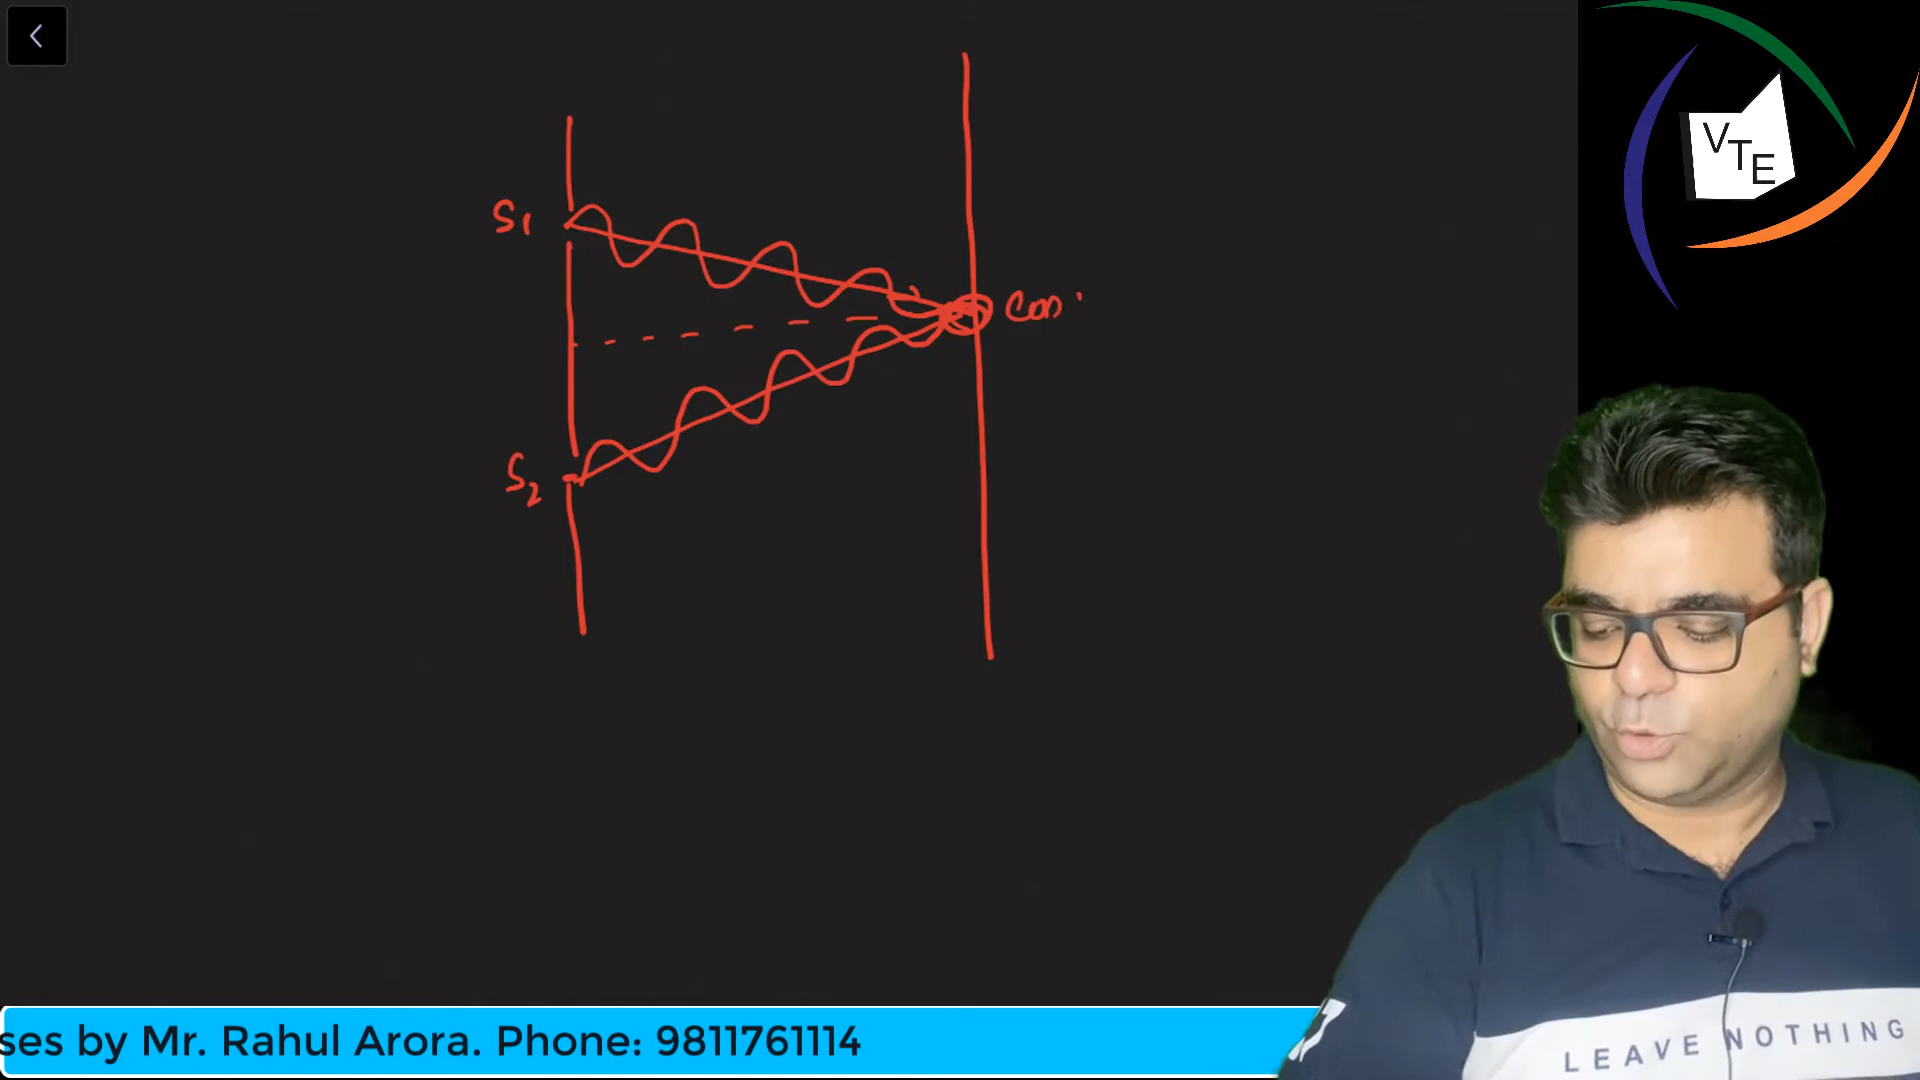 S1
Con
S2
VTE
LEAVE NOTHING
ses by Mr. Rahul Arora. Phone: 9811761114